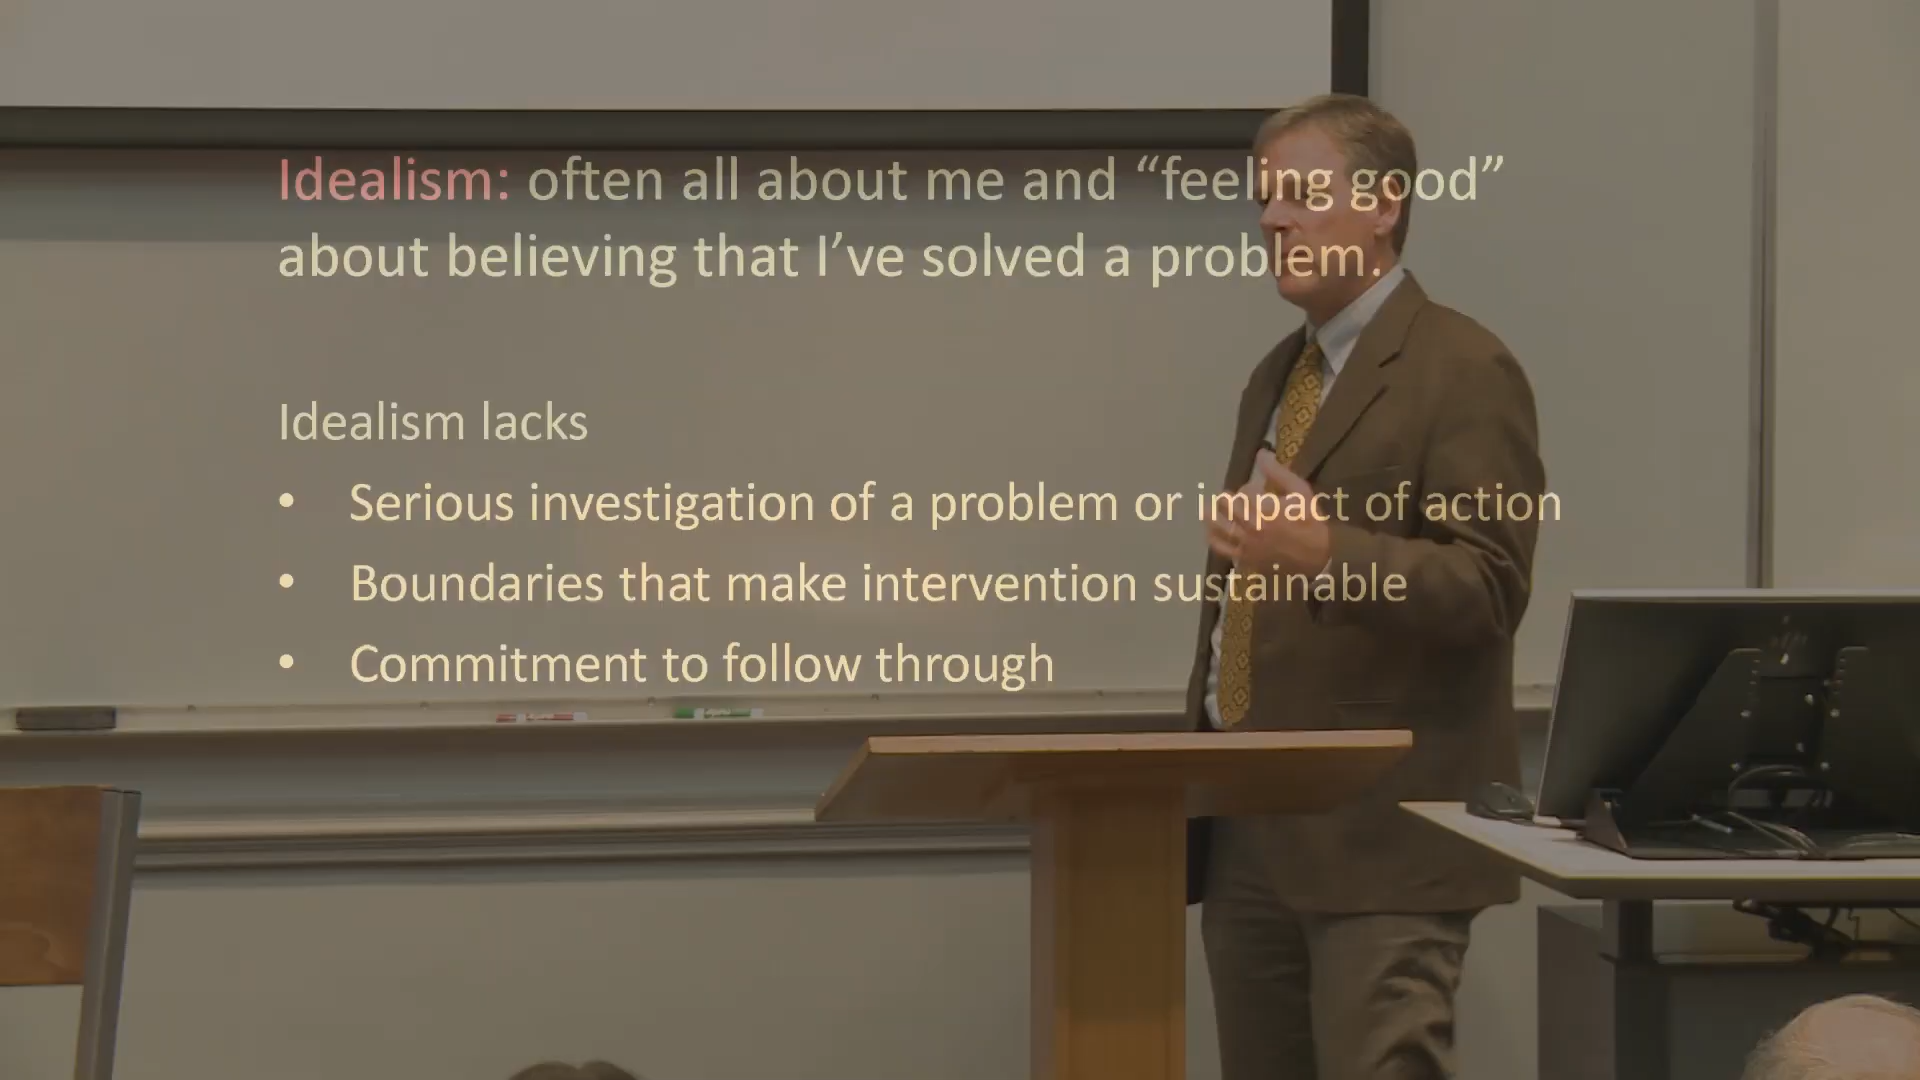 Idealism: often all about me and “feeling good”
about believing that I’ve solved a problem.
Idealism lacks
• Serious investigation of a problem or impact of action
• Boundaries that make intervention sustainable
• Commitment to follow through